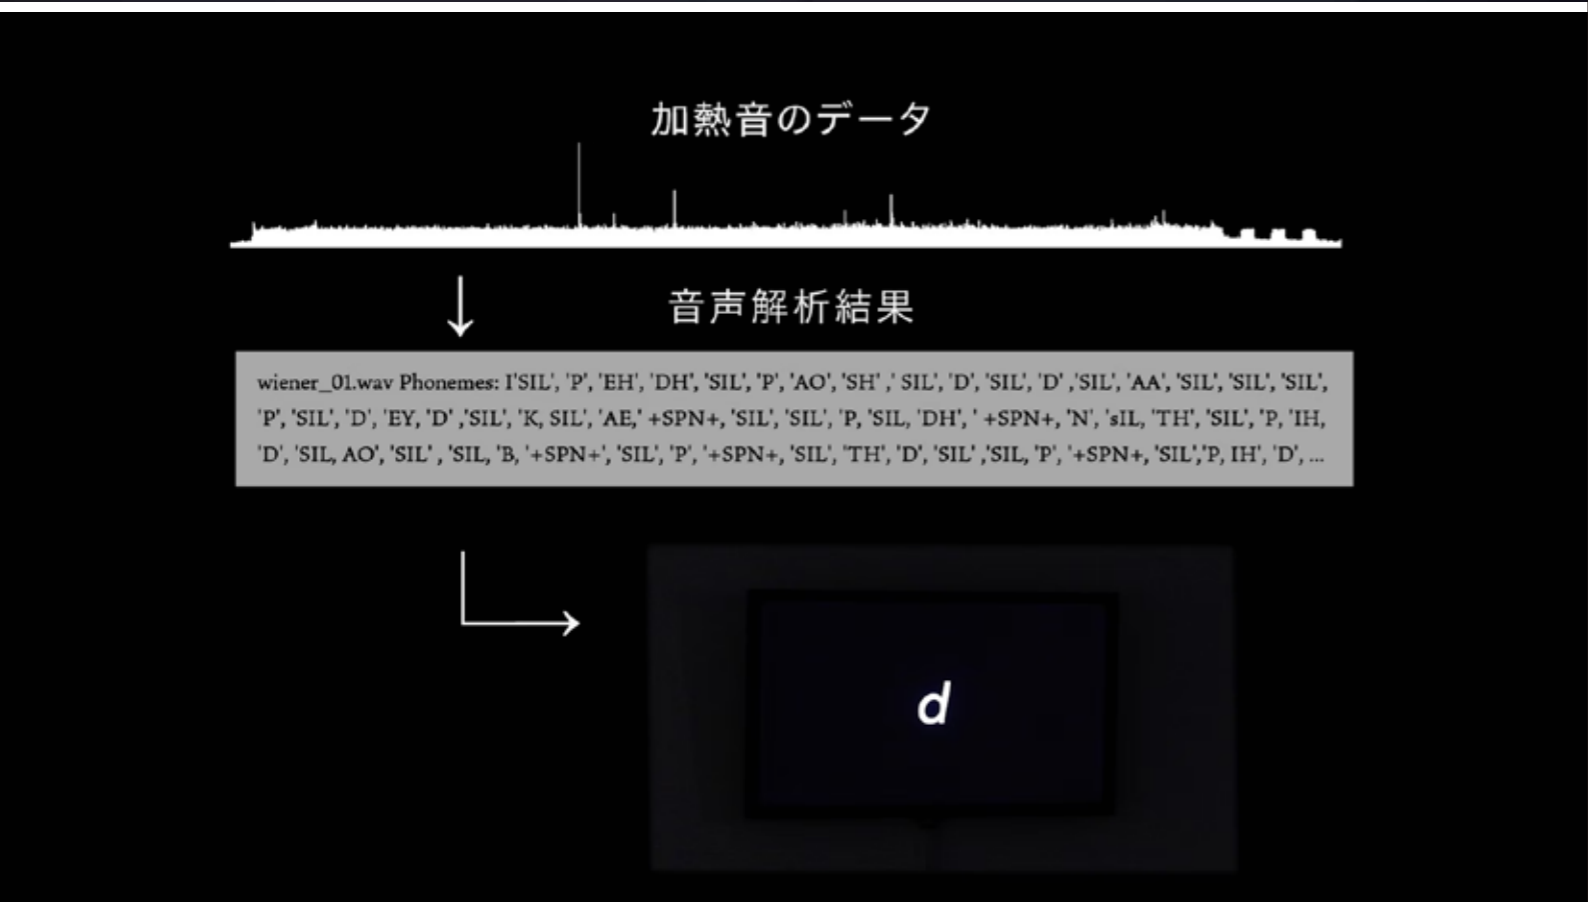 加熱音のデータ
音声解析結果
wiener_01.wav Phonemes: I'SIL', 'P', 'EH', 'DH', 'SIL', 'P', 'AO', 'SH' ,' SIL', 'D', 'SIL', 'D' ,'SIL', 'AA', 'SIL', 'SIL', 'SIL',
'P', 'SIL', 'D', 'EY, 'D' ,'SIL', 'K, SIL', 'AE,' +SPN+, 'SIL', 'SIL', 'P, 'SIL, 'DH', ' +SPN+, 'N', 'sIL, 'TH', 'SIL', 'P, 'IH,
'D', 'SIL, AO', 'SIL' , 'SIL, 'B, '+SPN+', 'SIL', 'P', '+SPN+, 'SIL', 'TH', 'D', 'SIL' ,'SIL, 'P', '+SPN+, 'SIL','P, IH', 'D', ...
d